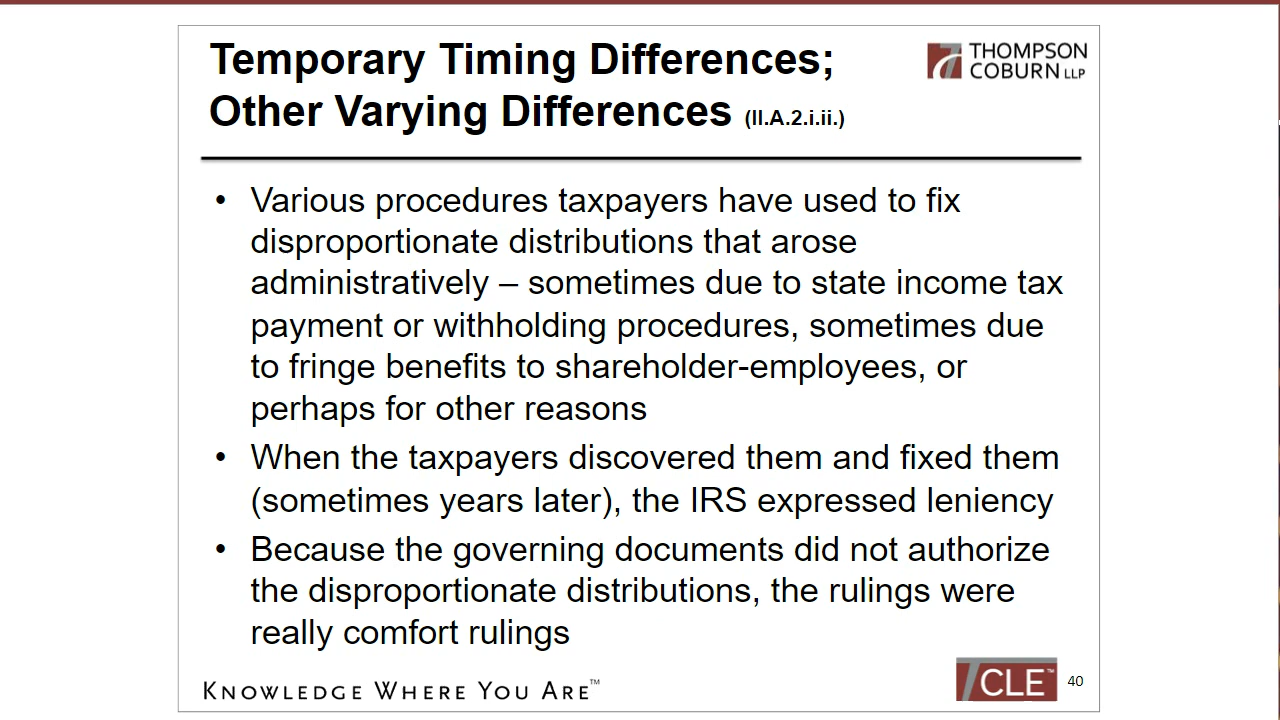 Temporary Timing Differences;
Other Varying Differences (II.A.2.i.ii.)
THOMPSON
COBURN LLP
• Various procedures taxpayers have used to fix
disproportionate distributions that arose
administratively – sometimes due to state income tax
payment or withholding procedures, sometimes due
to fringe benefits to shareholder-employees, or
perhaps for other reasons
• When the taxpayers discovered them and fixed them
(sometimes years later), the IRS expressed leniency
• Because the governing documents did not authorize
the disproportionate distributions, the rulings were
really comfort rulings
KNOWLEDGE WHERE YOU ARE™
CLE™
40